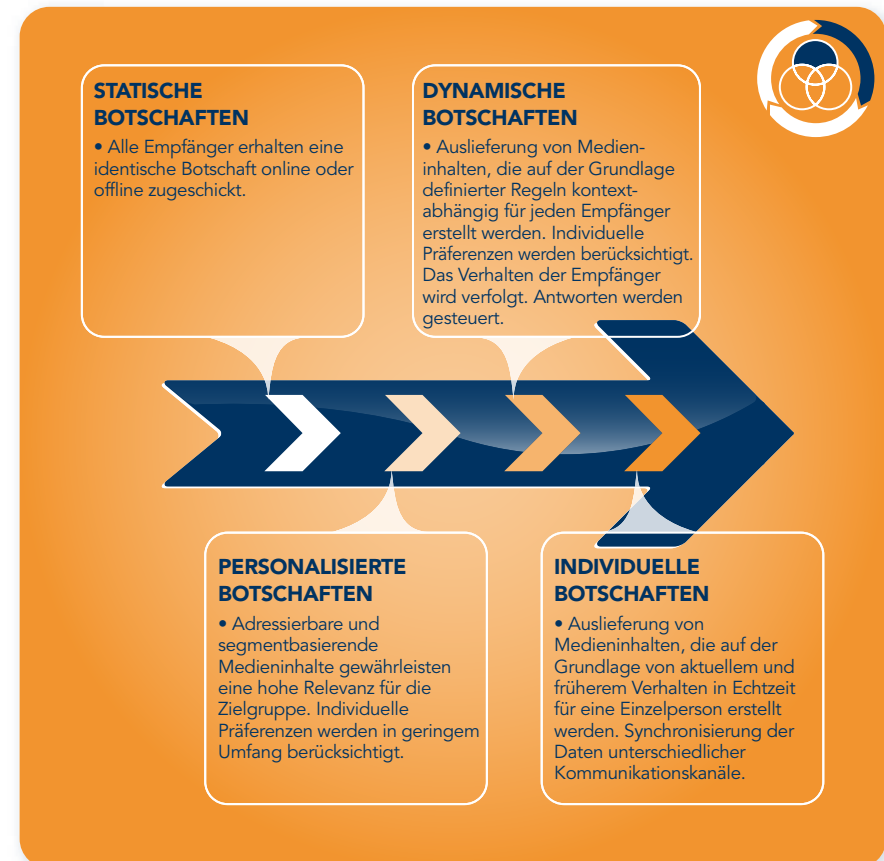 STATISCHE
BOTSCHAFTEN
• Alle Empfänger erhalten eine
identische Botschaft online oder
offline zugeschickt.
DYNAMISCHE
BOTSCHAFTEN
• Auslieferung von Medien-
inhalten, die auf der Grundlage
definierter Regeln kontext-
abhängig für jeden Empfänger
erstellt werden. Individuelle
Präferenzen werden berücksichtigt.
Das Verhalten der Empfänger
wird verfolgt. Antworten werden
gesteuert.
PERSONALISIERTE
BOTSCHAFTEN
• Adressierbare und
segmentbasierende
Medieninhalte gewährleisten
eine hohe Relevanz für die
Zielgruppe. Individuelle
Präferenzen werden in geringem
Umfang berücksichtigt.
INDIVIDUELLE
BOTSCHAFTEN
• Auslieferung von
Medieninhalten, die auf der
Grundlage von aktuellem und
früherem Verhalten in Echtzeit
für eine Einzelperson erstellt
werden. Synchronisierung der
Daten unterschiedlicher
Kommunikationskanäle.